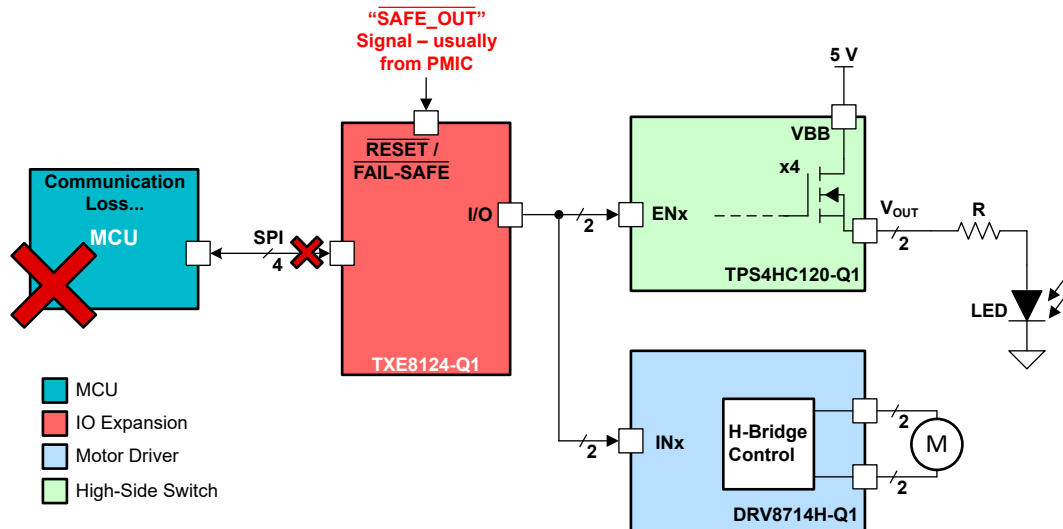 “SAFE_OUT”
Signal – usually
from PMIC
5 V
VBB
RESET /
FAIL-SAFE
x4
Communication
Loss...
MCU
I/O
ENx
VOUT
R
SPI
4
2
2
TPS4HC120-Q1
LED
TXE8124-Q1
MCU
IO Expansion
Motor Driver
High-Side Switch
2
INx
H-Bridge
Control
2
2
M
DRV8714H-Q1